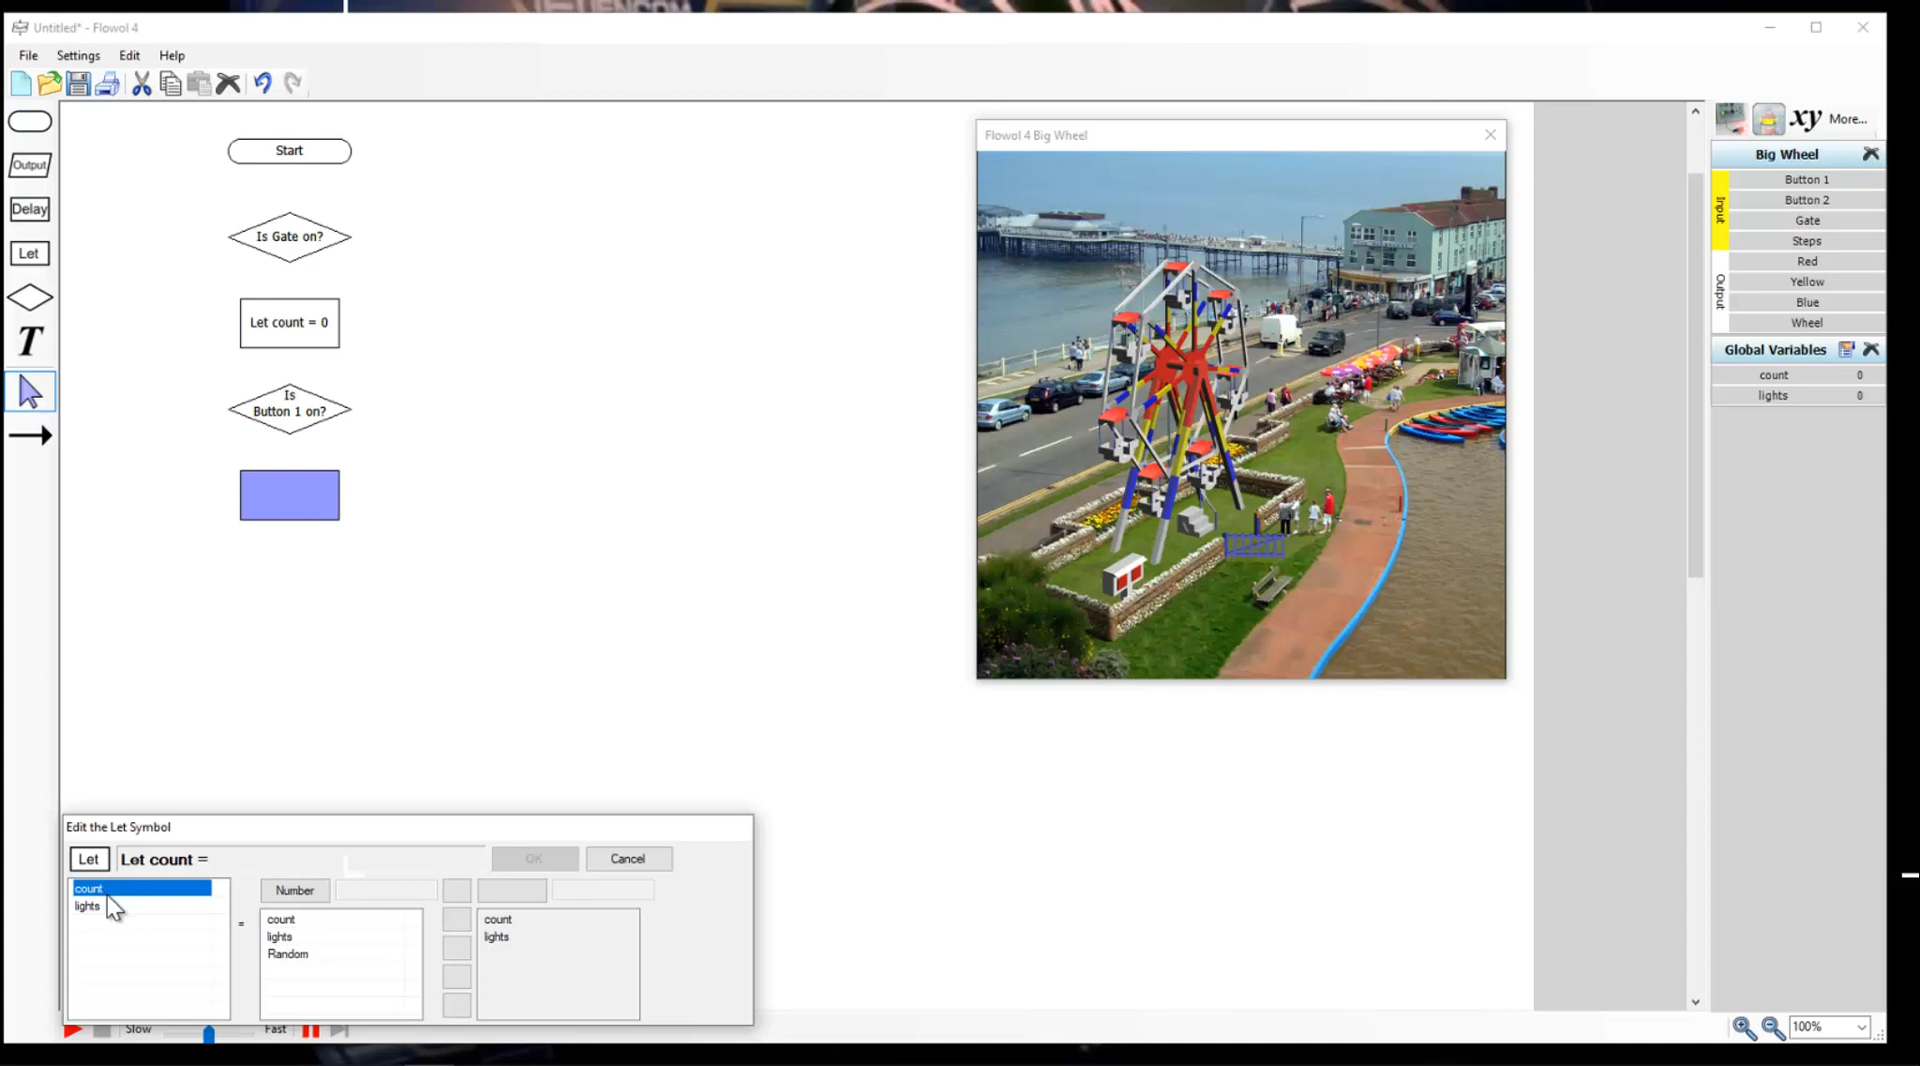 Untitled* - Flowol 4
File Settings Edit Help
Output
Delay
Let
T
Start
Is Gate on?
Let count = 0
Is
Button 1 on?
Flowol 4 Big Wheel
xy More...
Big Wheel
Input
Output
Button 1
Button 2
Gate
Steps
Red
Yellow
Blue
Wheel
Global Variables
count 0
lights 0
Edit the Let Symbol
Let Let count = OK Cancel
count
lights
=
Number
count
lights
Random
count
lights
Slow Fast
100%